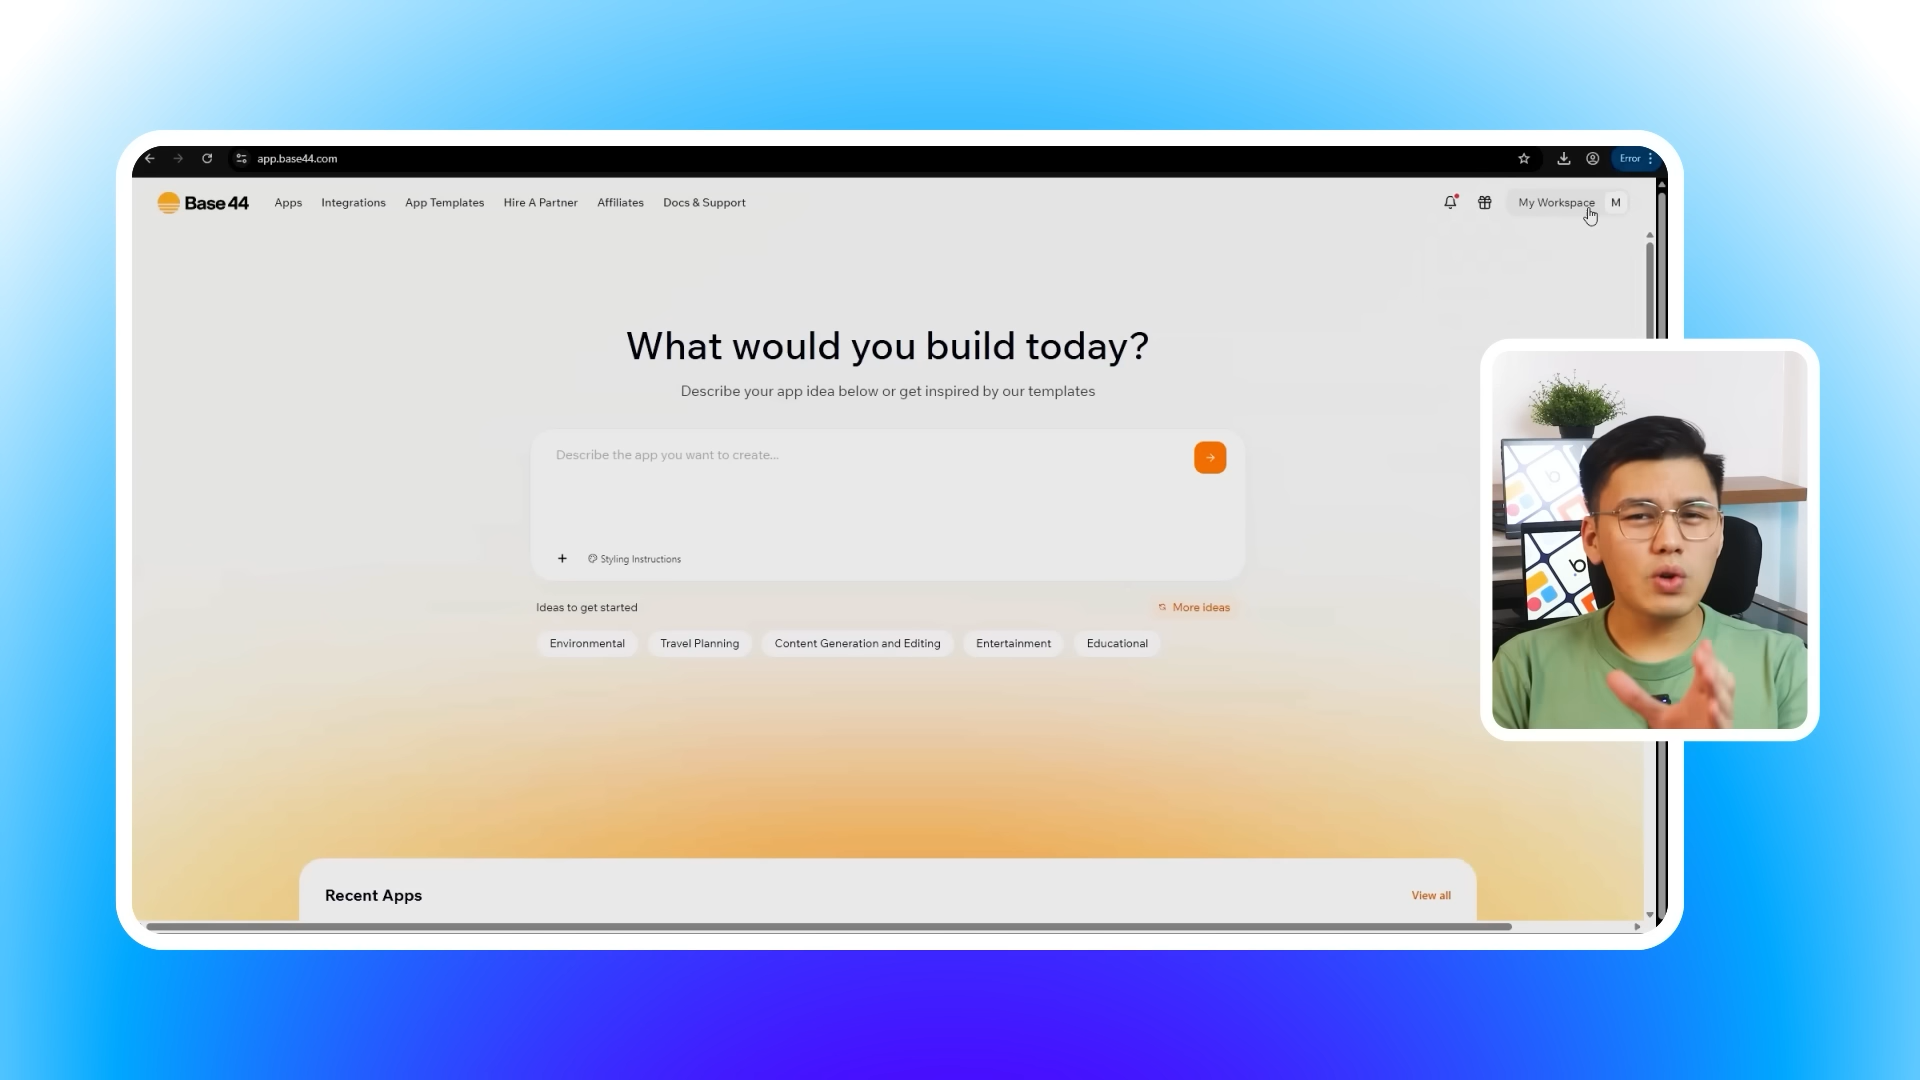 app.base44.com
Error
Base 44 Apps Integrations App Templates Hire A Partner Affiliates Docs & Support My Workspace M
What would you build today?
Describe your app idea below or get inspired by our templates
Describe the app you want to create...
+ Styling Instructions
Ideas to get started More ideas
Environmental Travel Planning Content Generation and Editing Entertainment Educational
b
b
Recent Apps View all